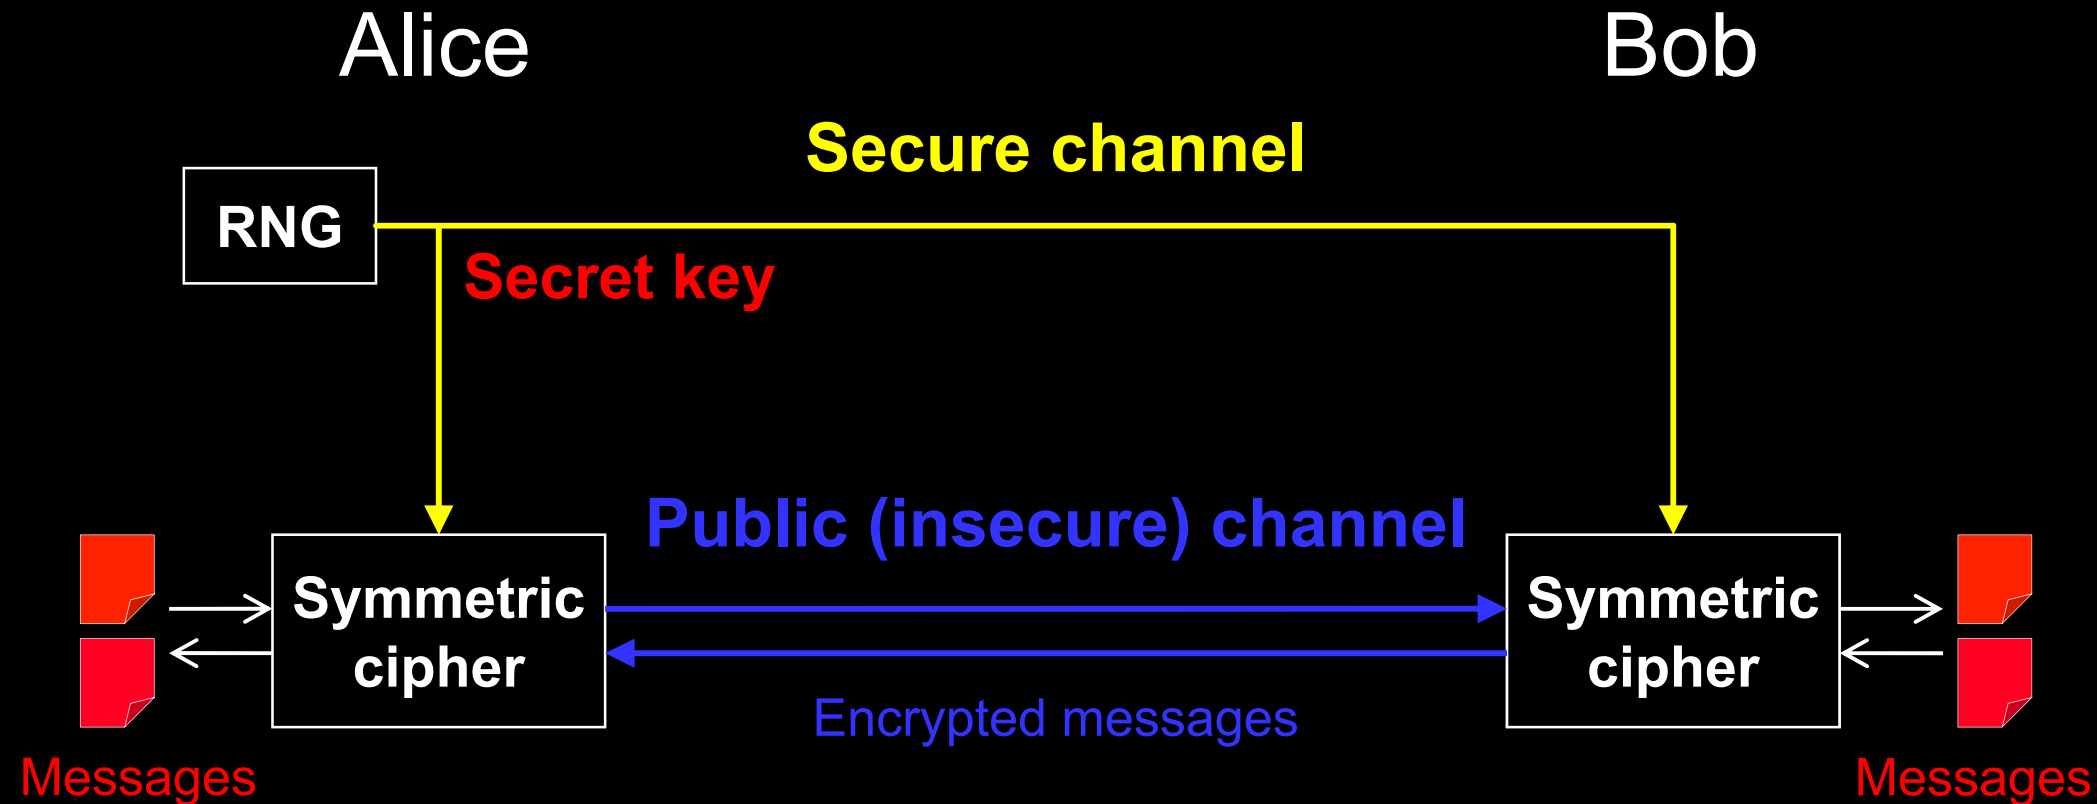 Alice
Bob
Secure channel
RNG
Secret key
Public (insecure) channel
Symmetric
cipher
Symmetric
cipher
Encrypted messages
Messages
Messages